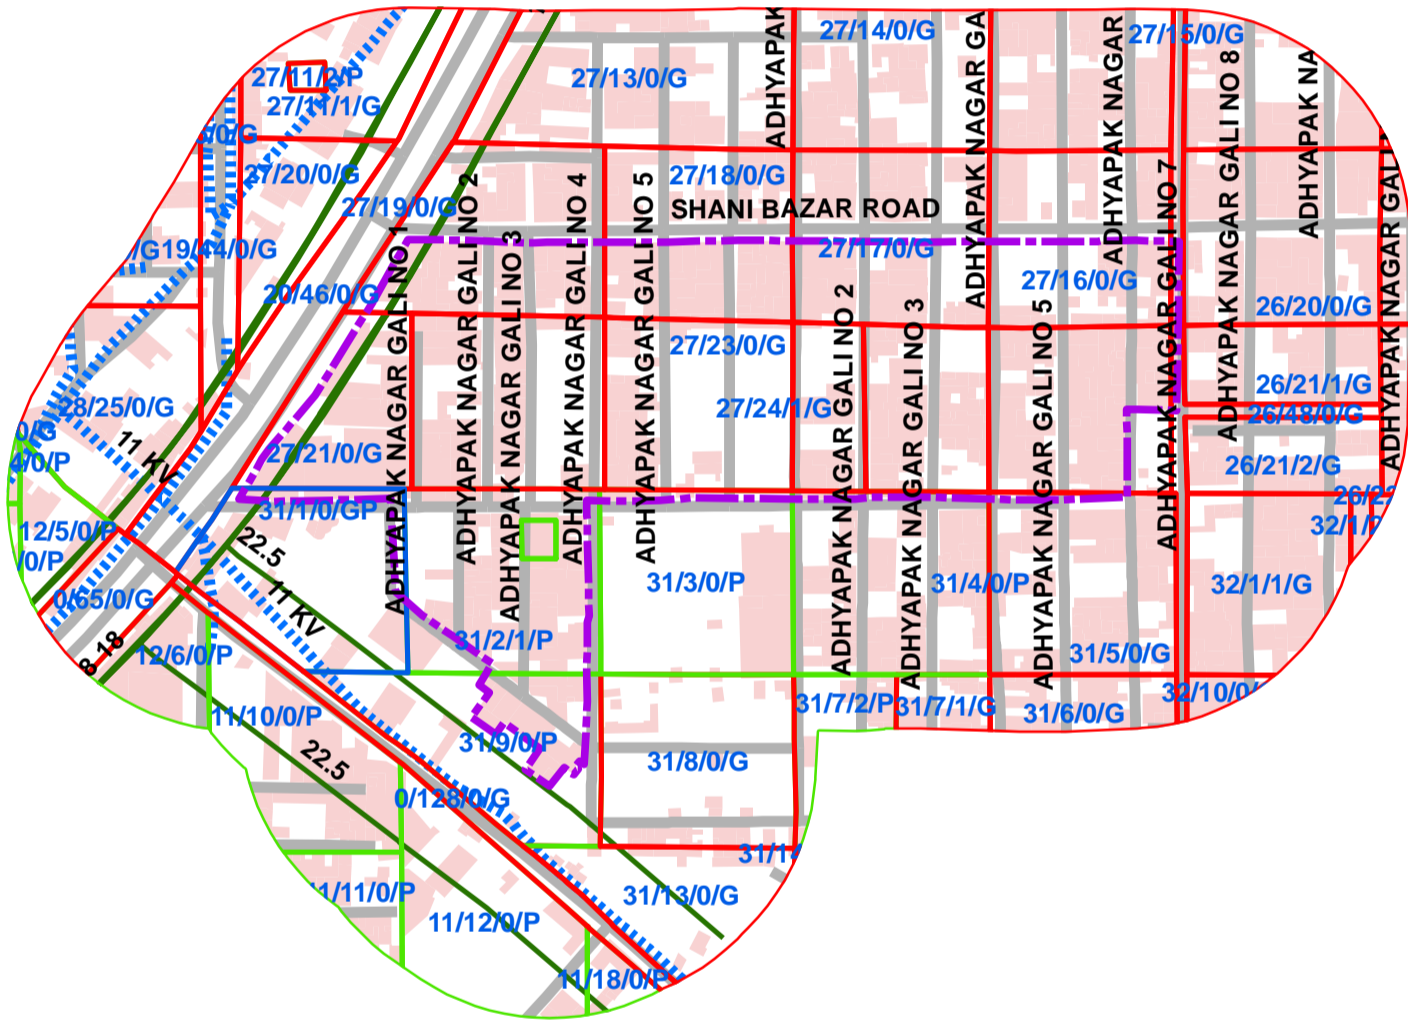 27/14/0/G
27/15/0/G
27/11/2/P
27/11/1/G
27/13/0/G
ADHYAPAK
ADHYAPAK NAGAR GA
ADHYAPAK NAGAR
ADHYAPAK NAGAR GALI NO 8
ADHYAPAK NA
ADHYAPAK NAGAR GALI
27/20/0/G
27/18/0/G
SHANI BAZAR ROAD
27/19/0/G
19/44/0/G
27/17/0/G
27/16/0/G
20/46/0/G
26/20/0/G
ADHYAPAK NAGAR GALI NO 1
ADHYAPAK NAGAR GALI NO 2
ADHYAPAK NAGAR GALI NO 3
ADHYAPAK NAGAR GALI NO 4
ADHYAPAK NAGAR GALI NO 5
ADHYAPAK NAGAR GALI NO 2
ADHYAPAK NAGAR GALI NO 3
ADHYAPAK NAGAR GALI NO 5
ADHYAPAK NAGAR GALI NO 7
27/23/0/G
26/21/1/G
28/25/0/G
27/24/1/G
26/48/0/G
0/G
4/0/P
11 KV
27/21/0/G
26/21/2/G
31/1/0/GP
12/5/0/P
/0/P
22.5
11 KV
31/3/0/P
31/4/0/P
32/1/1/G
0/65/0/G
8 18
12/6/0/P
31/2/1/P
31/5/0/G
11/10/0/P
31/7/2/P
31/7/1/G
31/6/0/G
32/10/0/
22.5
31/9/0/P
31/8/0/G
0/128/0/G
31/13/0/G
11/11/0/P
11/12/0/P
11/18/0/P